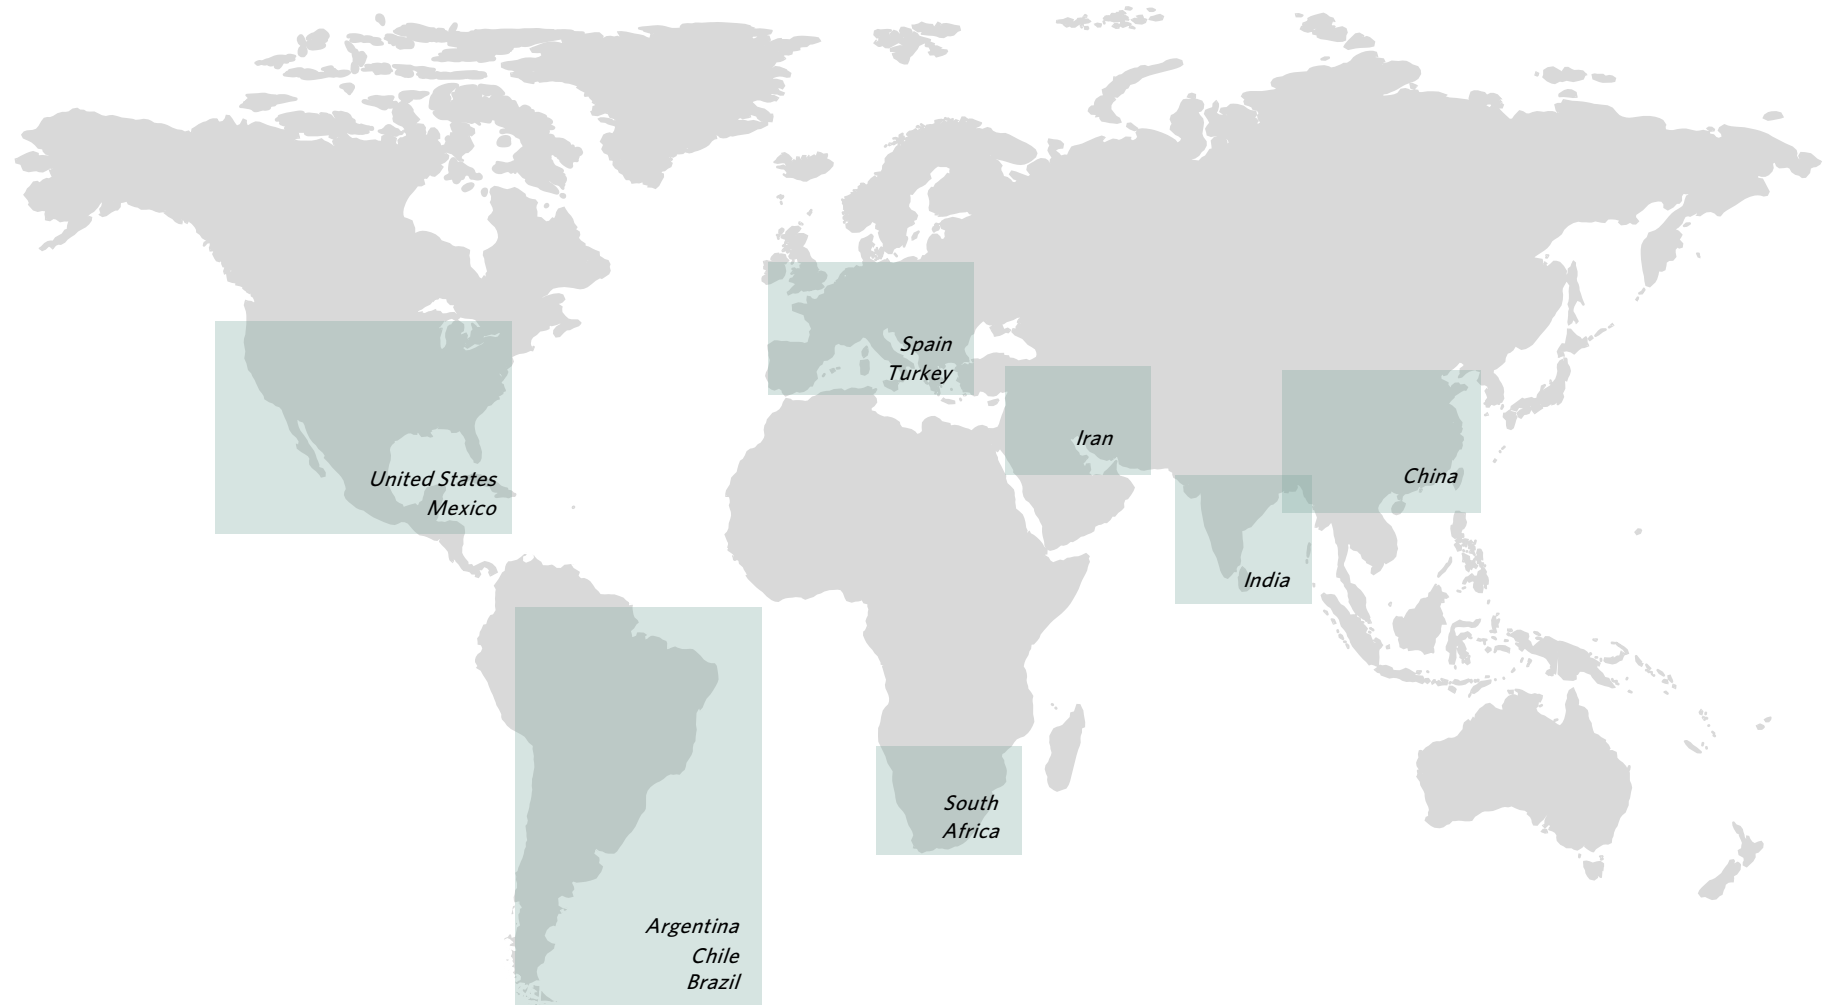 Spain
Turkey
Iran
China
United States
Mexico
India
South
Africa
Argentina
Chile
Brazil